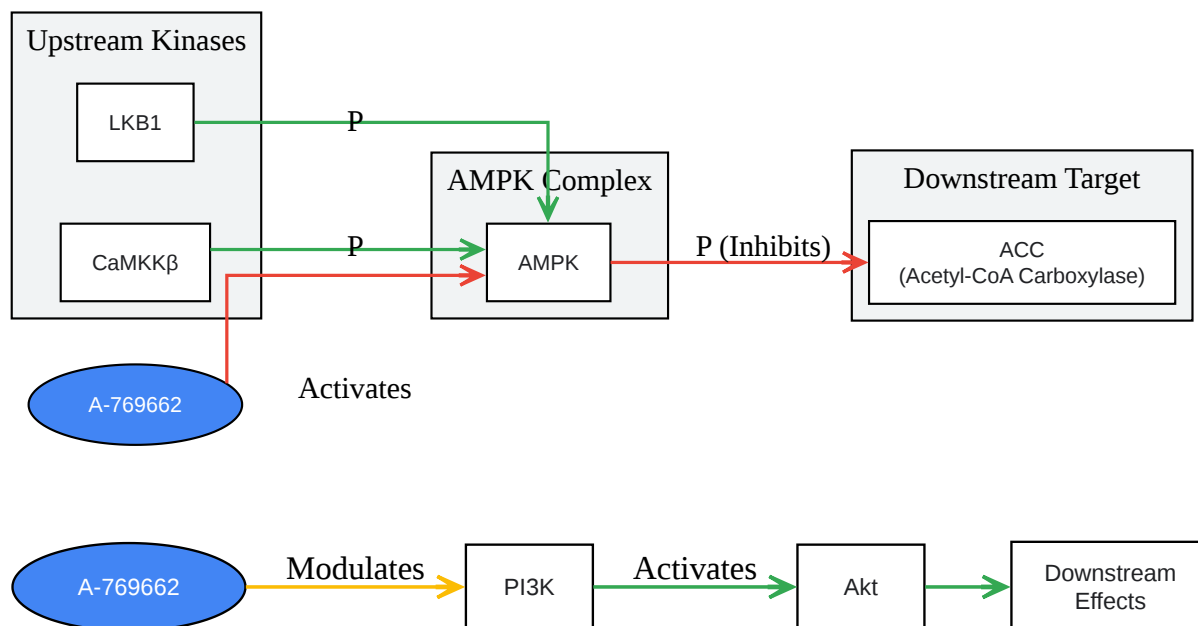 Upstream Kinases
LKB1
P
AMPK Complex
Downstream Target
CaMKKβ
P
AMPK
P (Inhibits)
ACC
(Acetyl-CoA Carboxylase)
A-769662
Activates
A-769662
Modulates
PI3K
Activates
Akt
Downstream
Effects